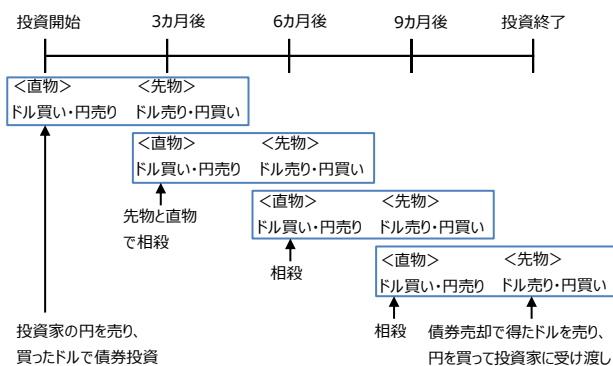 投資開始
3カ月後
6カ月後
9カ月後
投資終了
<直物>
ドル買い・円売り
<先物>
ドル売り・円買い
<直物>
ドル買い・円売り
<先物>
ドル売り・円買い
先物と直物
で相殺
<直物>
ドル買い・円売り
<先物>
ドル売り・円買い
相殺
<直物>
ドル買い・円売り
<先物>
ドル売り・円買い
投資家の円を売り、
買ったドルで債券投資
相殺
債券売却で得たドルを売り、
円を買って投資家に受け渡し